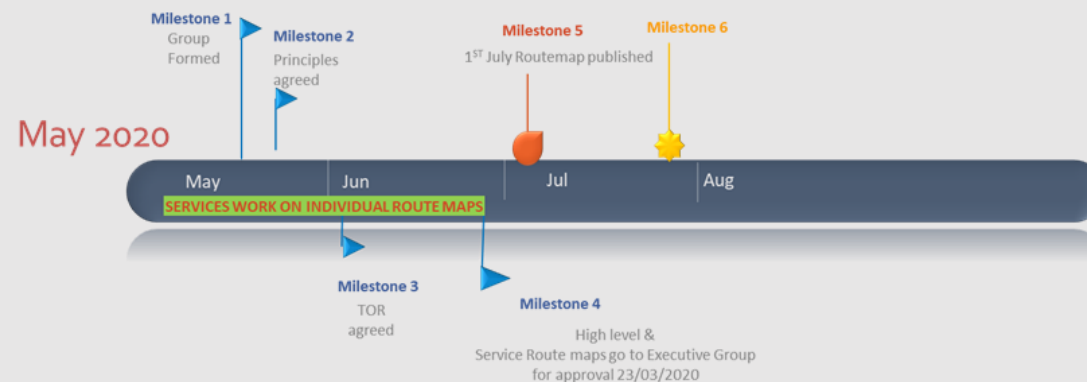 Milestone 1
Group
Formed
Milestone 2
Principles
agreed
Milestone 5
1ST July Routemap published
Milestone 6
May 2020
May
Jun
Jul
Aug
SERVICES WORK ON INDIVIDUAL ROUTE MAPS
Milestone 3
TOR
agreed
Milestone 4
High level &
Service Route maps go to Executive Group
for approval 23/03/2020